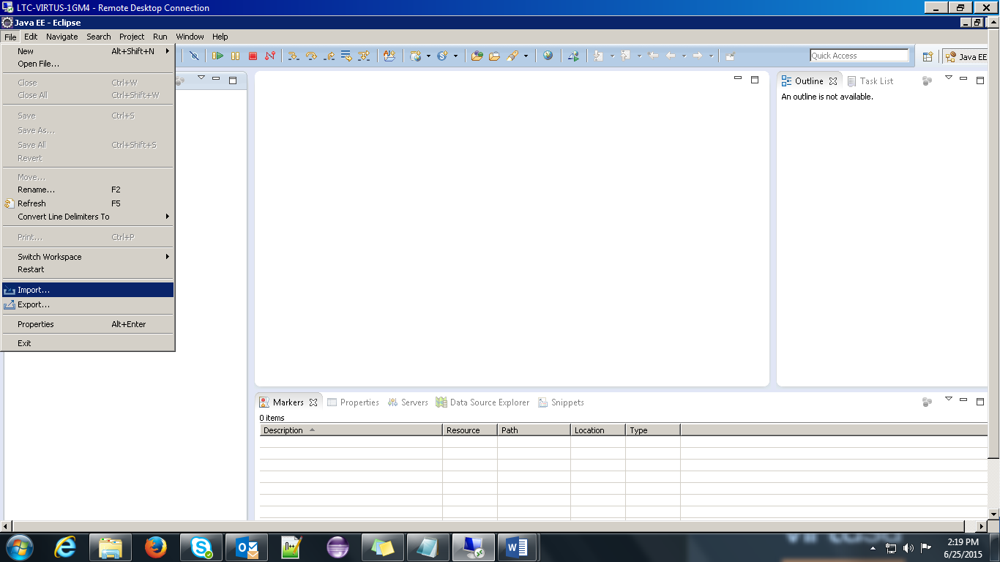 LTC-VIRTUS-1GM4 - Remote Desktop Connection
Java EE - Eclipse
File Edit Navigate Search Project Run Window Help
New Alt+Shift+N
Open File...
Close Ctrl+W
Close All Ctrl+Shift+W
Save Ctrl+S
Save As...
Save All Ctrl+Shift+S
Revert
Move...
Rename... F2
Refresh F5
Convert Line Delimiters To
Print... Ctrl+P
Switch Workspace
Restart
Import...
Export...
Properties Alt+Enter
Exit
Quick Access
Java EE
Outline Task List
An outline is not available.
Markers Properties Servers Data Source Explorer Snippets
0 items
Description Resource Path Location Type
2:19 PM
6/25/2015